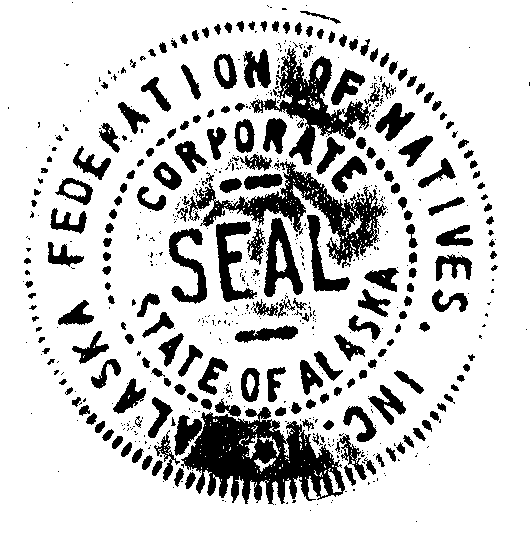 ALASKA FEDERATION OF NATIVES, INC.
CORPORATE
SEAL
STATE OF ALASKA